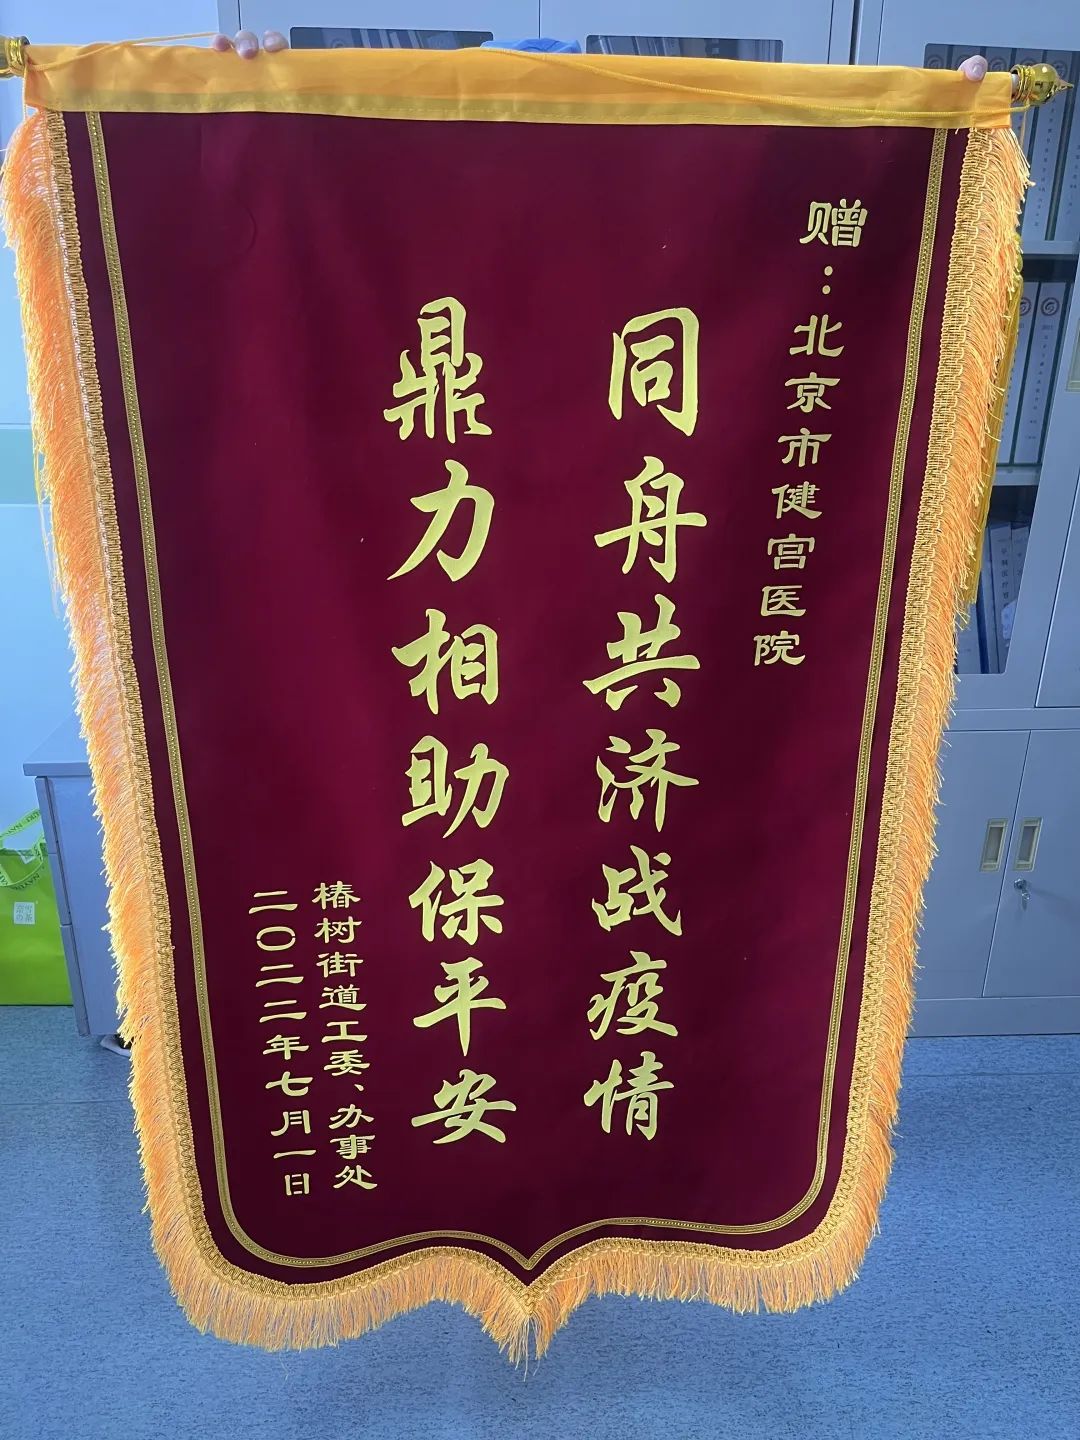 赠：北京市健宫医院
同舟共济战疫情
鼎力相助保平安
椿树街道工委、办事处
二〇二二年七月一日